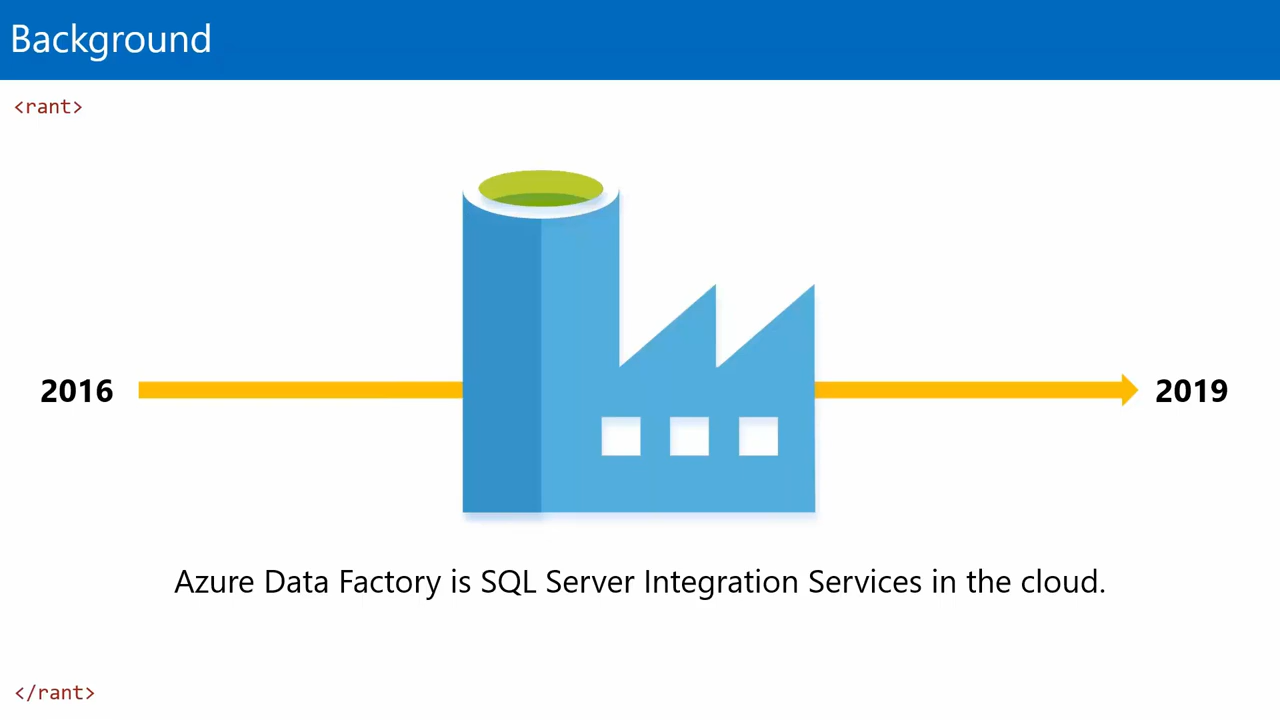 Background
<rant>
2016
2019
Azure Data Factory is SQL Server Integration Services in the cloud.
</rant>